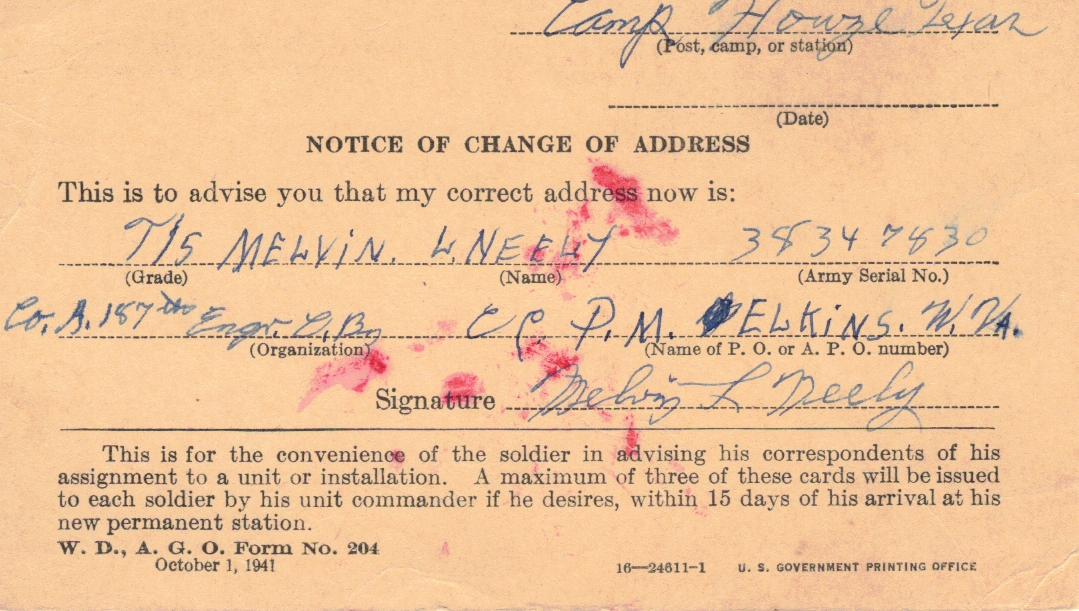 Camp Howze Texas
(Post, camp, or station)
(Date)
NOTICE OF CHANGE OF ADDRESS
This is to advise you that my correct address now is:
T/5 MELVIN. L. NEELY 38347830
(Grade) (Name) (Army Serial No.)
Co. A. 187th Engr. C. Bn P. M. ELKINS. W. VA.
(Organization) (Name of P. O. or A. P. O. number)
Signature Melvin L Neely
This is for the convenience of the soldier in advising his correspondents of his
assignment to a unit or installation. A maximum of three of these cards will be issued
to each soldier by his unit commander if he desires, within 15 days of his arrival at his
new permanent station.
W. D., A. G. O. Form No. 204
October 1, 1941
16—24611-1 U. S. GOVERNMENT PRINTING OFFICE